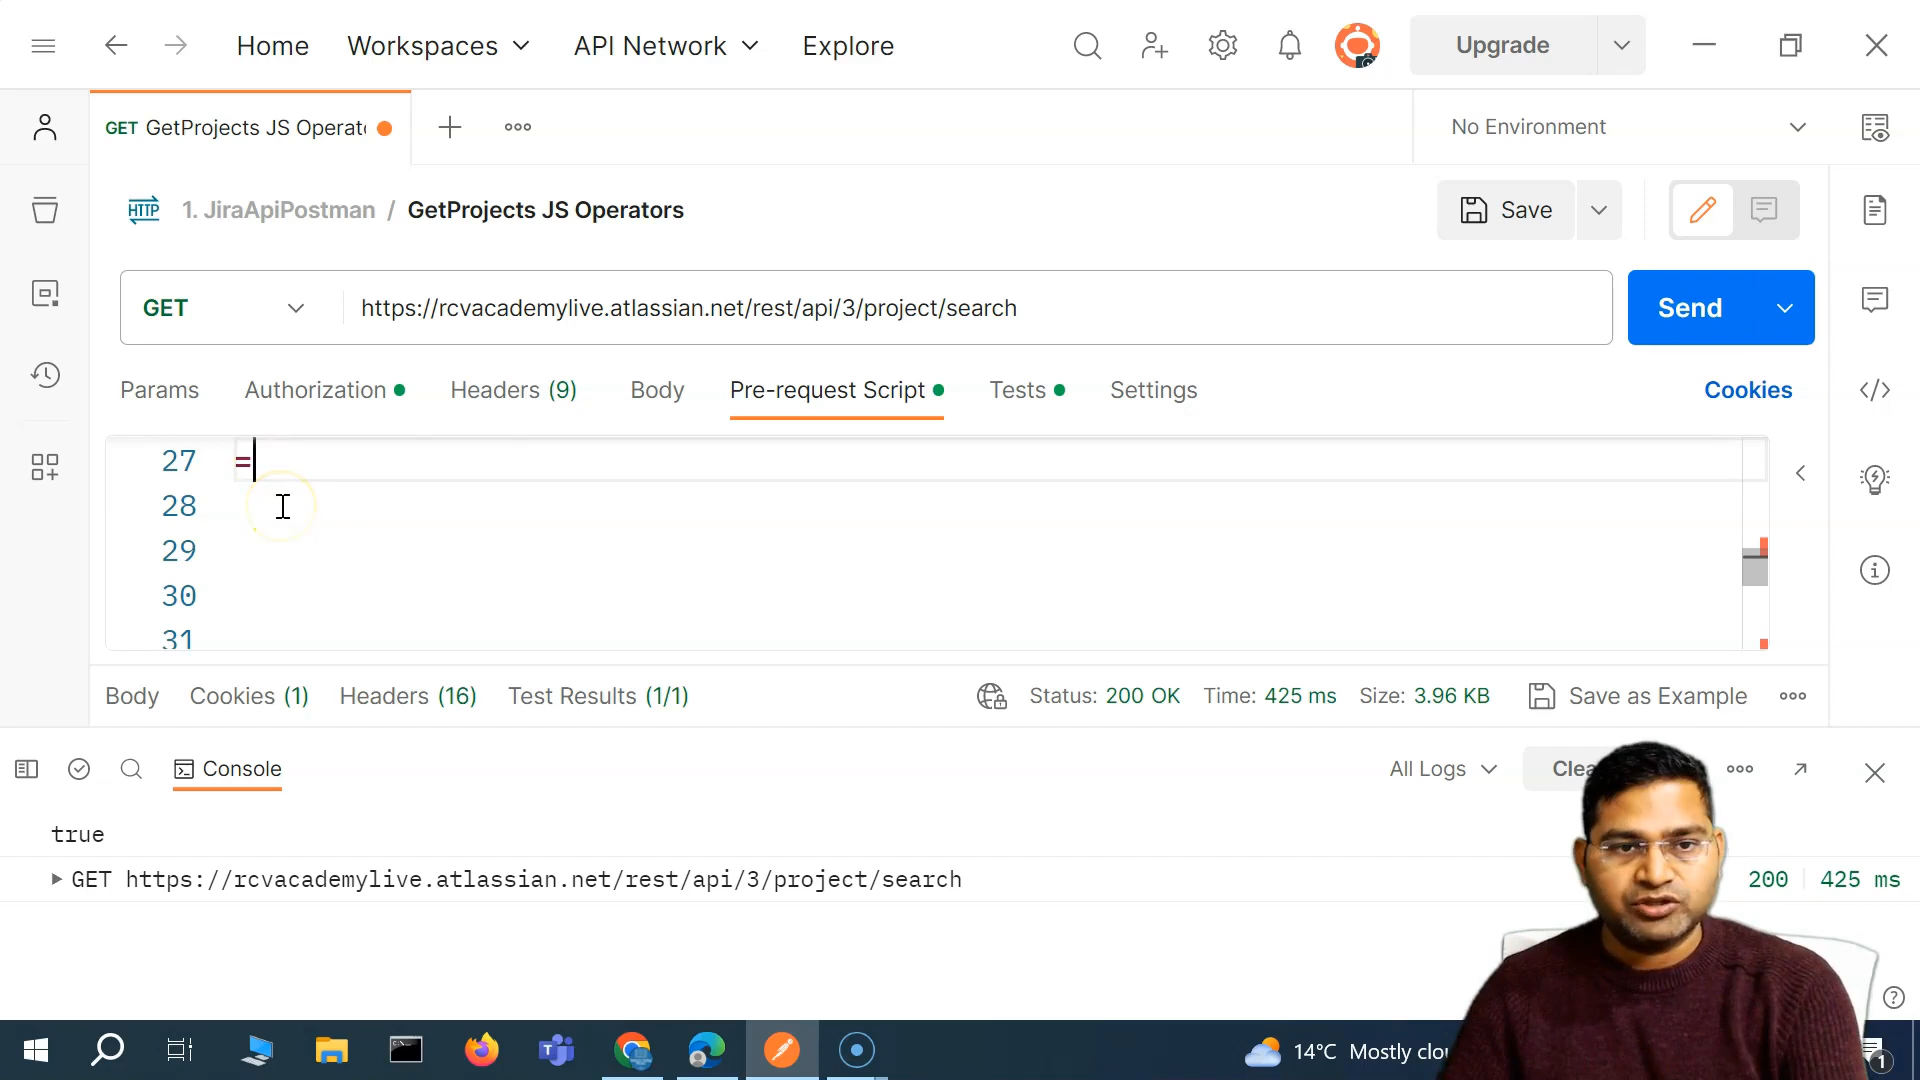 Home Workspaces API Network Explore Upgrade
GET GetProjects JS Operat No Environment
HTTP 1. JiraApiPostman / GetProjects JS Operators Save
GET https://rcvacademylive.atlassian.net/rest/api/3/project/search Send
Params Authorization Headers (9) Body Pre-request Script Tests Settings Cookies
27 =
28
29
30
31
Body Cookies (1) Headers (16) Test Results (1/1) Status: 200 OK Time: 425 ms Size: 3.96 KB Save as Example
Console All Logs Clea
true
GET https://rcvacademylive.atlassian.net/rest/api/3/project/search 200 425 ms
14°C Mostly clou 1